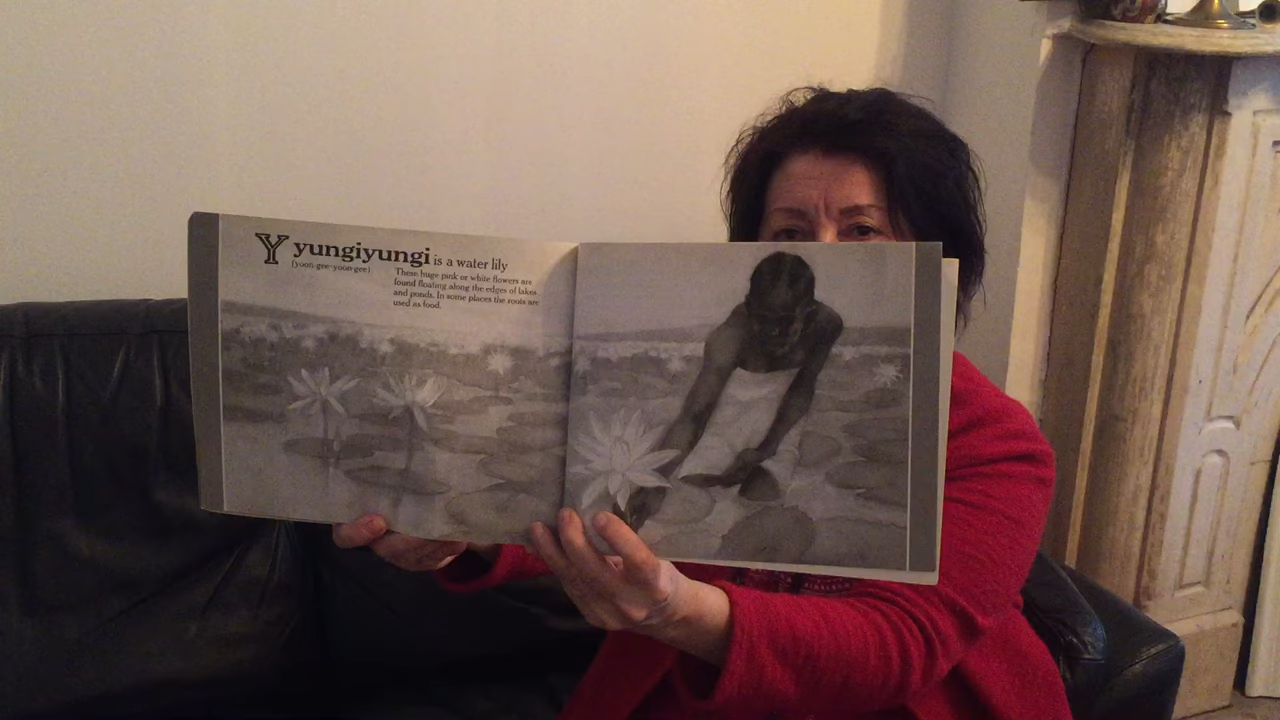 Y yungiyungi is a water lily
[yoon-gee-yoon-gee]
These huge pink or white flowers are
found floating along the edges of lakes
and ponds. In some places the roots are
used as food.